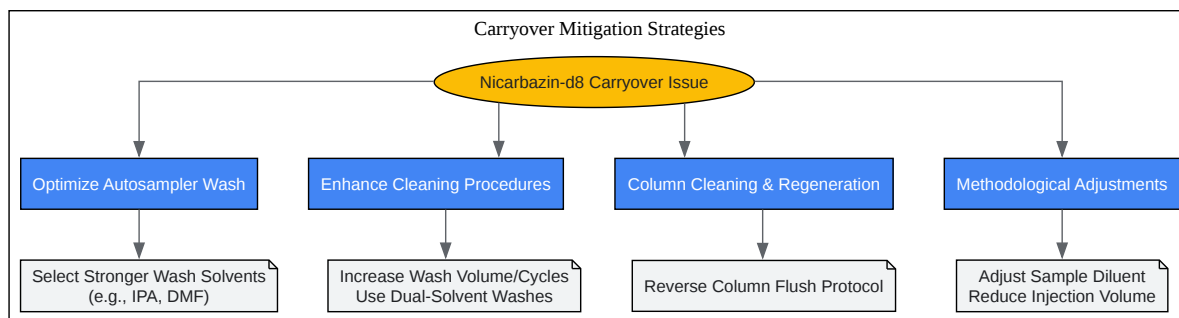 Carryover Mitigation Strategies
Nicarbazin-d8 Carryover Issue
Optimize Autosampler Wash
Enhance Cleaning Procedures
Column Cleaning & Regeneration
Methodological Adjustments
Select Stronger Wash Solvents
(e.g., IPA, DMF)
Increase Wash Volume/Cycles
Use Dual-Solvent Washes
Reverse Column Flush Protocol
Adjust Sample Diluent
Reduce Injection Volume